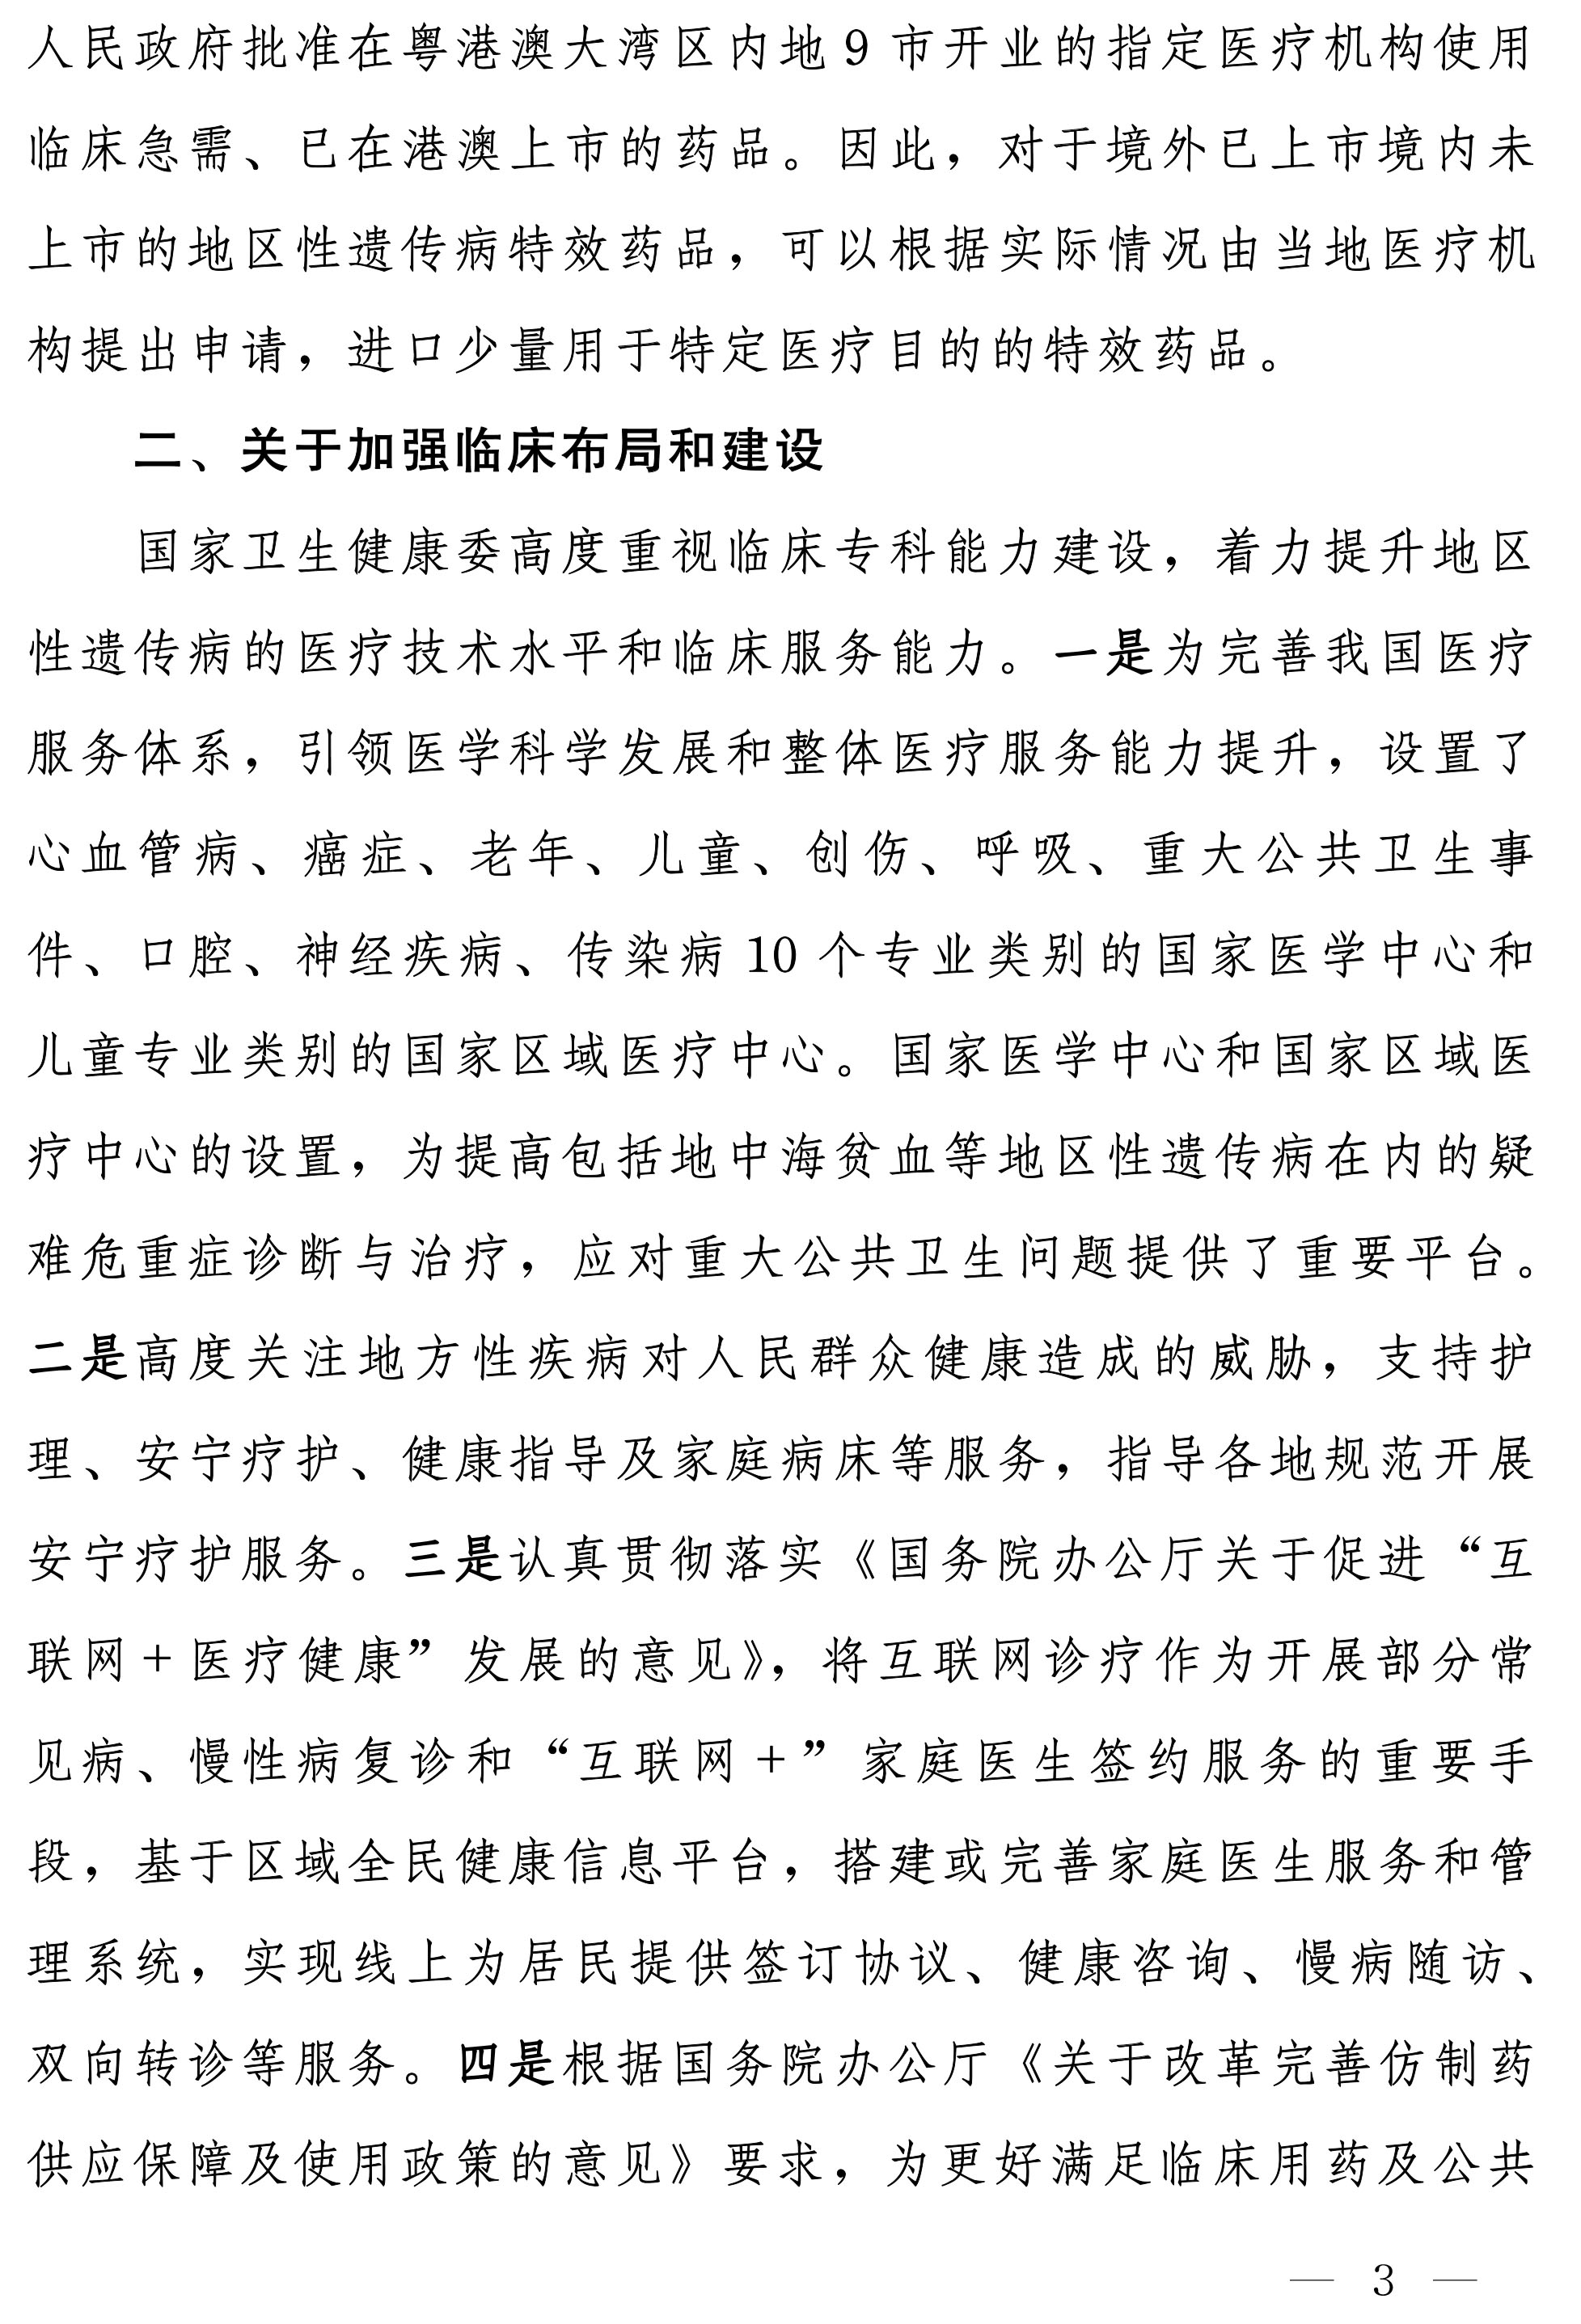 人民政府批准在粤港澳大湾区内地9市开业的指定医疗机构使用
临床急需、已在港澳上市的药品。因此，对于境外已上市境内未
上市的地区性遗传病特效药品，可以根据实际情况由当地医疗机
构提出申请，进口少量用于特定医疗目的的特效药品。
二、关于加强临床布局和建设
国家卫生健康委高度重视临床专科能力建设，着力提升地区
性遗传病的医疗技术水平和临床服务能力。一是为完善我国医疗
服务体系，引领医学科学发展和整体医疗服务能力提升，设置了
心血管病、癌症、老年、儿童、创伤、呼吸、重大公共卫生事
件、口腔、神经疾病、传染病10个专业类别的国家医学中心和
儿童专业类别的国家区域医疗中心。国家医学中心和国家区域医
疗中心的设置，为提高包括地中海贫血等地区性遗传病在内的疑
难危重症诊断与治疗，应对重大公共卫生问题提供了重要平台。
二是高度关注地方性疾病对人民群众健康造成的威胁，支持护
理、安宁疗护、健康指导及家庭病床等服务，指导各地规范开展
安宁疗护服务。三是认真贯彻落实《国务院办公厅关于促进“互
联网+医疗健康”发展的意见》，将互联网诊疗作为开展部分常
见病、慢性病复诊和“互联网+”家庭医生签约服务的重要手
段，基于区域全民健康信息平台，搭建或完善家庭医生服务和管
理系统，实现线上为居民提供签订协议、健康咨询、慢病随访、
双向转诊等服务。四是根据国务院办公厅《关于改革完善仿制药
供应保障及使用政策的意见》要求，为更好满足临床用药及公共
— 3 —